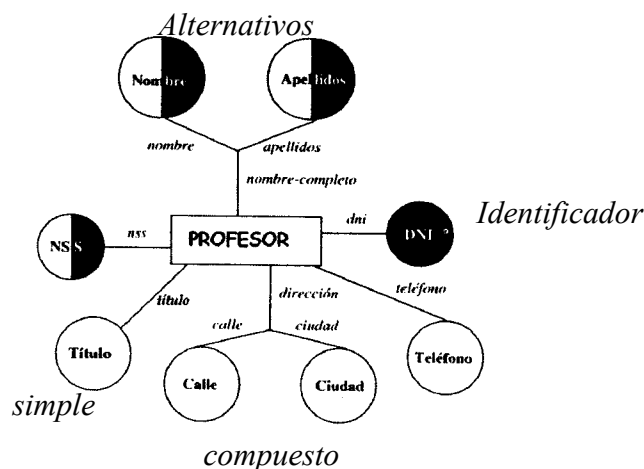 Alternativos
Nombre
Apellidos
nombre
apellidos
nombre-completo
NSS
nss
PROFESOR
dni
DNI
Identificador
título
dirección
teléfono
calle
ciudad
Título
Calle
Ciudad
Teléfono
simple
compuesto